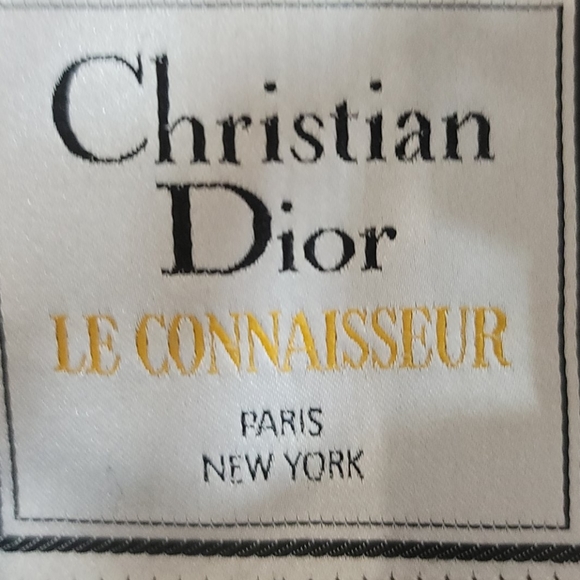 Christian
Dior
LE CONNAISSEUR
PARIS
NEW YORK